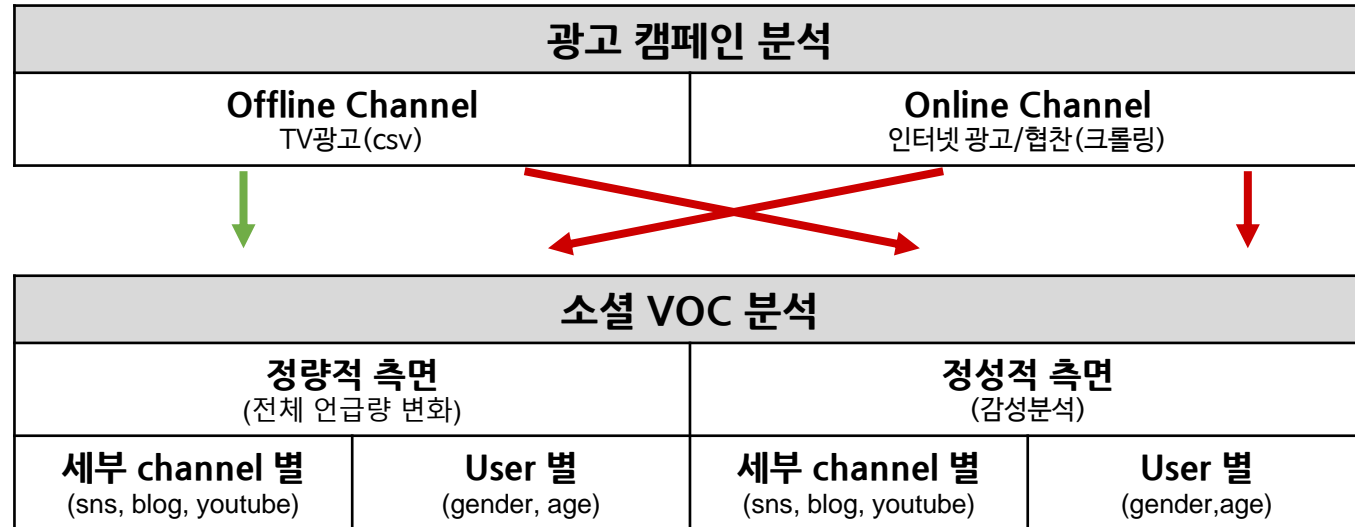 광고 캠페인 분석
Offline Channel
TV광고(csv)
Online Channel
인터넷 광고/협찬(크롤링)
소셜 VOC 분석
정량적 측면
(전체 언급량 변화)
정성적 측면
(감성분석)
세부 channel 별
(sns, blog, youtube)
User 별
(gender, age)
세부 channel 별
(sns, blog, youtube)
User 별
(gender,age)